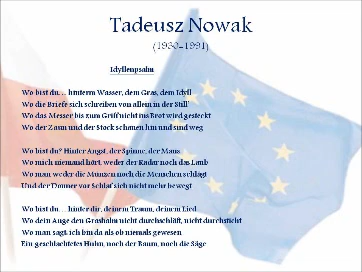 Tadeusz Nowak
(1930-1991)
Idyllenpsalm
Wo bist du… hinterm Wasser, dem Gras, dem Idyll
Wo die Briefe sich schreiben von allein in der Still'
Wo das Messer bis zum Griff nicht ins Brot wird gesteckt
Wo der Zaun und der Stock schauen hin und sind weg
Wo bist du? Hinter Angst, der Spinne, der Maus
Wo mich niemand hört, weder der Radar noch das Lamb
Wo man weder die Münzen noch die Menschen schlägt
Und der Donner vor Schlaf sich nicht mehr bewegt
Wo bist du… hinter dir, deinem Traum, deinem Lied
Wo dein Auge den Grashalm nicht durchschläft, nicht durchsticht
Wo man sagt: ich bin da als ob niemals gewesen
Ein geschlachtetes Huhn, noch der Baum, noch die Säge